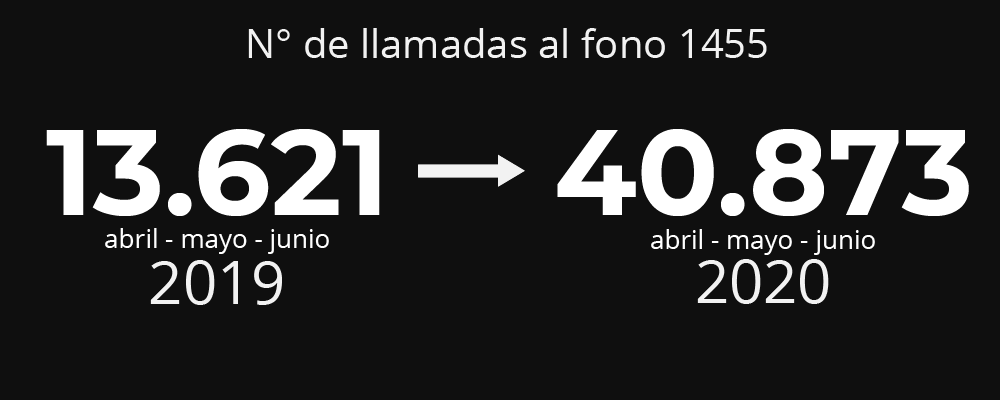 N° de llamadas al fono 1455
13.621 40.873
abril - mayo - junio abril - mayo - junio
2019 2020